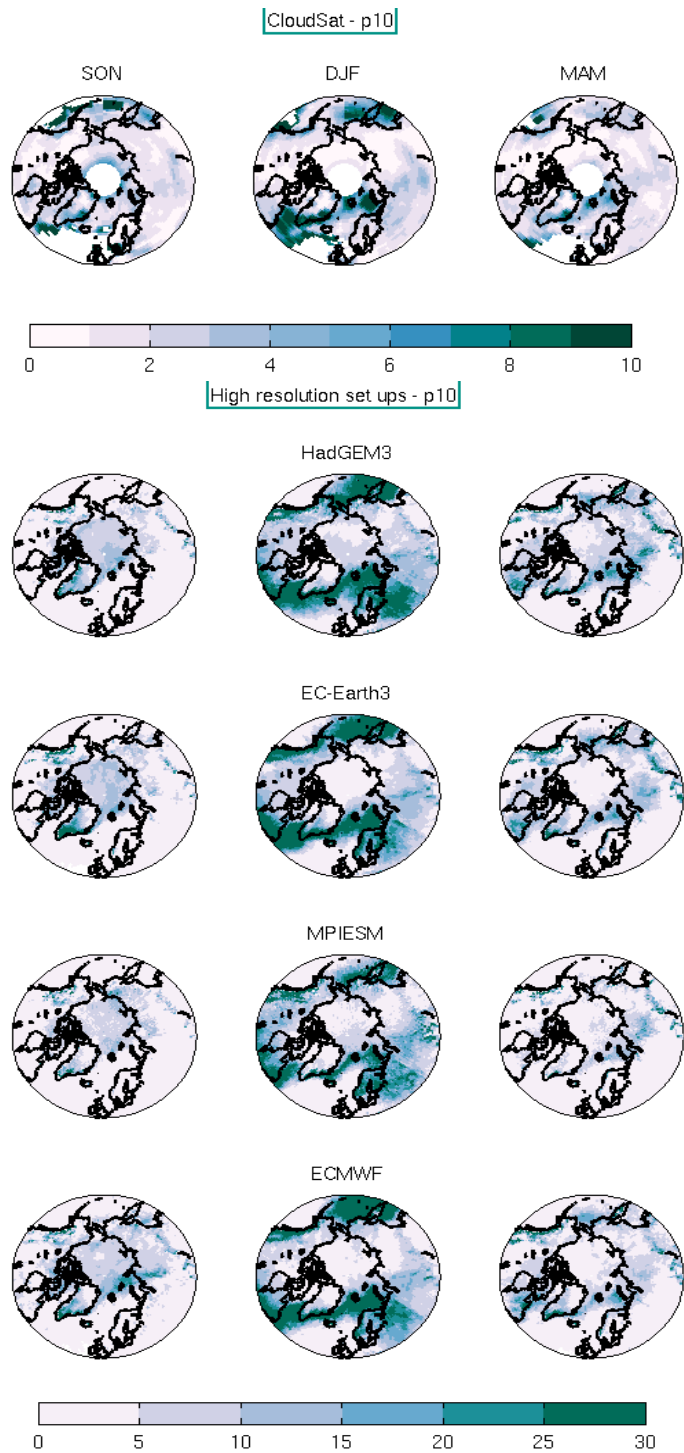 CloudSat - p10
SON DJF MAM
0 2 4 6 8 10
High resolution set ups - p10
HadGEM3
EC-Earth3
MPIESM
ECMWF
0 5 10 15 20 25 30